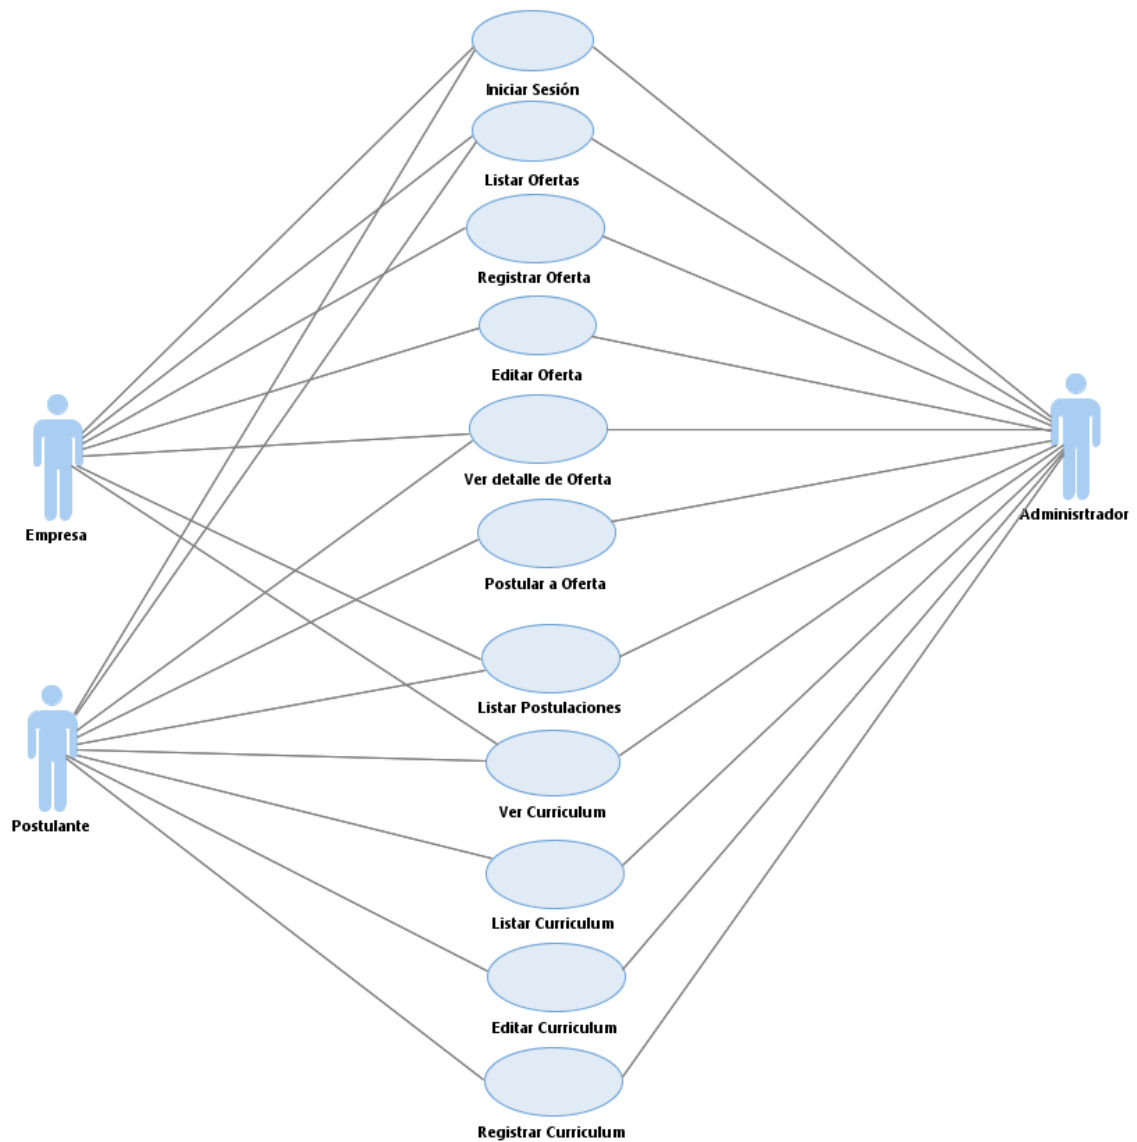 Iniciar Sesión
Listar Ofertas
Registrar Oferta
Editar Oferta
Ver detalle de Oferta
Empresa
Adminisrtrador
Postular a Oferta
Listar Postulaciones
Ver Curriculum
Postulante
Listar Curriculum
Editar Curriculum
Registrar Curriculum